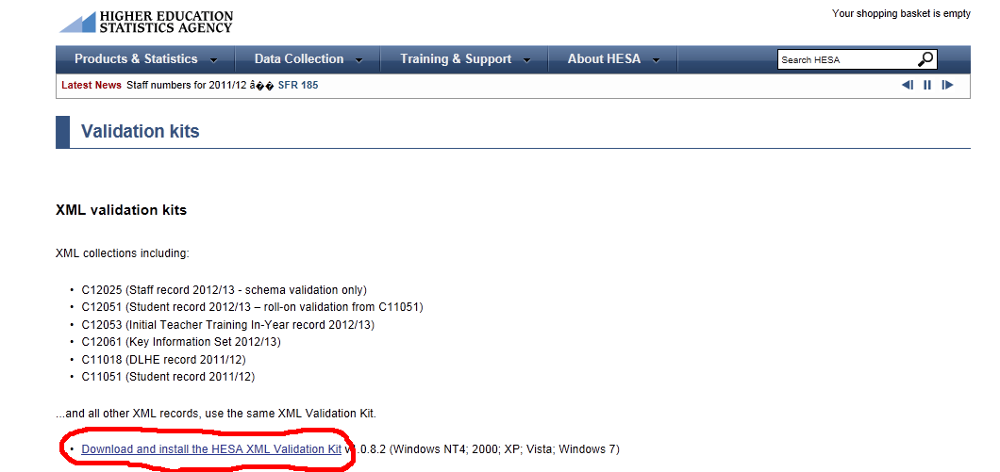 HIGHER EDUCATION
STATISTICS AGENCY
Your shopping basket is empty
Products & Statistics Data Collection Training & Support About HESA Search HESA
Latest News Staff numbers for 2011/12 â�� SFR 185
Validation kits
XML validation kits
XML collections including:
• C12025 (Staff record 2012/13 - schema validation only)
• C12051 (Student record 2012/13 – roll-on validation from C11051)
• C12053 (Initial Teacher Training In-Year record 2012/13)
• C12061 (Key Information Set 2012/13)
• C11018 (DLHE record 2011/12)
• C11051 (Student record 2011/12)
...and all other XML records, use the same XML Validation Kit.
• Download and install the HESA XML Validation Kit .0.8.2 (Windows NT4; 2000; XP; Vista; Windows 7)